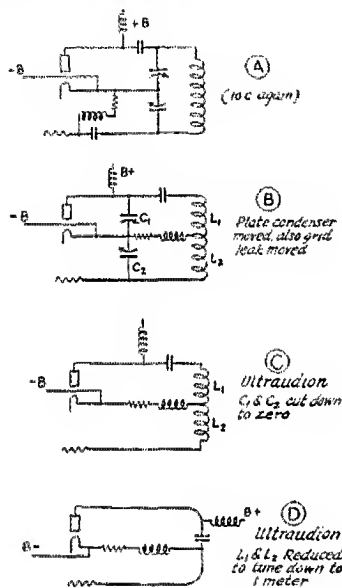 +B
-B
A
(10c again)
B+
-B
C1
C2
L1
L2
B
Plate condenser
moved, also grid
leak moved
-B
L1
L2
C
Ultraudion
C1 & C2 cut down
to zero
B+
B-
D
Ultraudion
L1 & L2 Reduced
to tune down to
1 meter